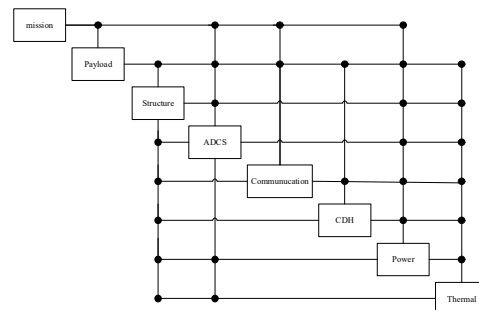 mission
Payload
Structure
ADCS
Communucation
CDH
Power
Thermal